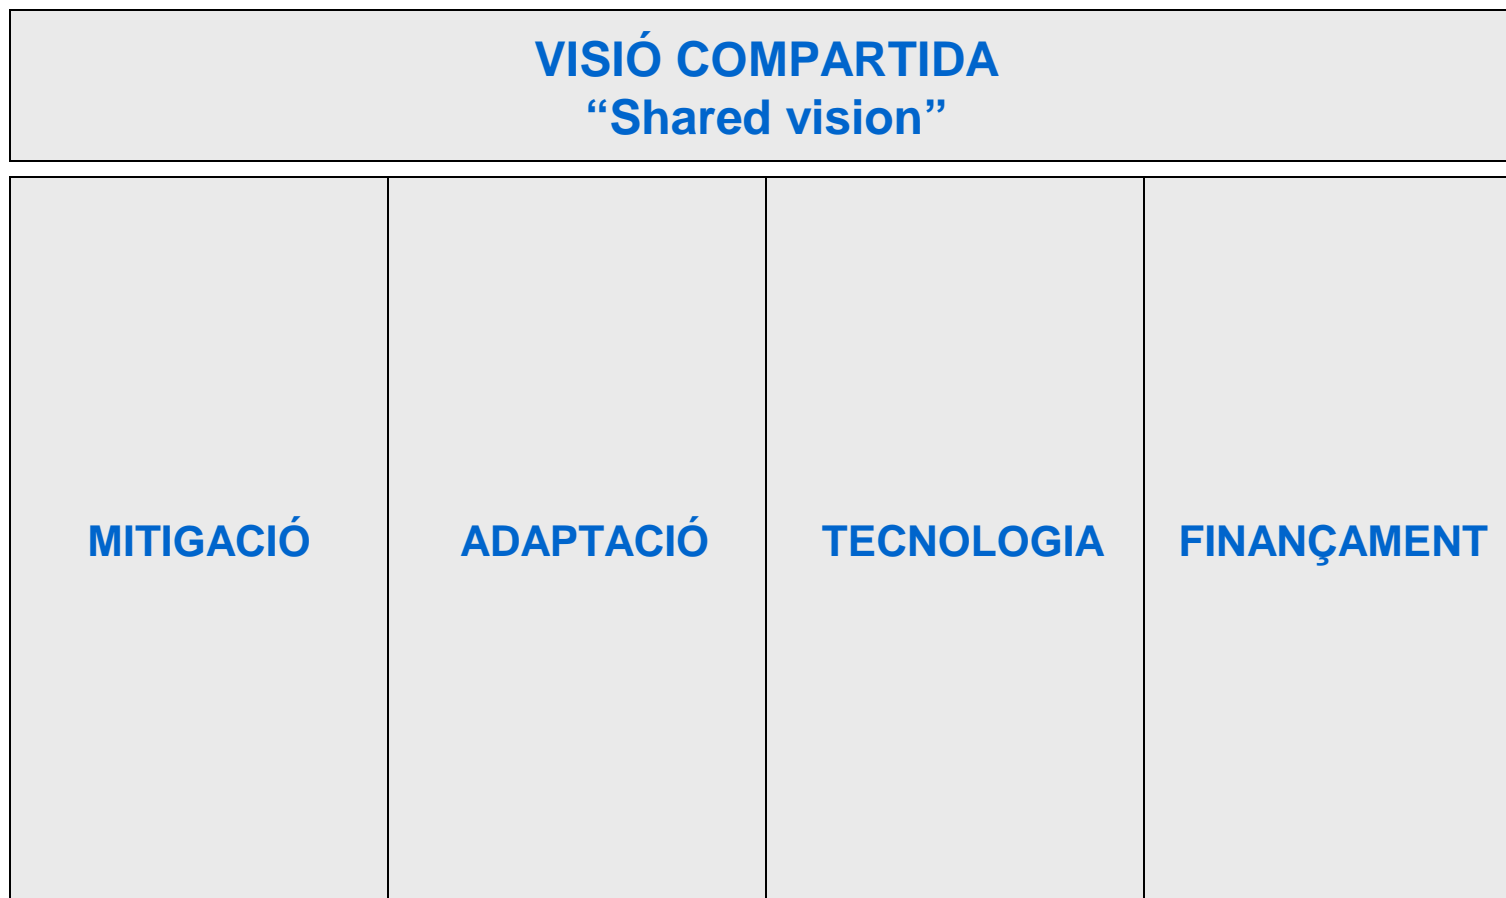 VISIÓ COMPARTIDA
“Shared vision”
MITIGACIÓ
ADAPTACIÓ
TECNOLOGIA
FINANÇAMENT